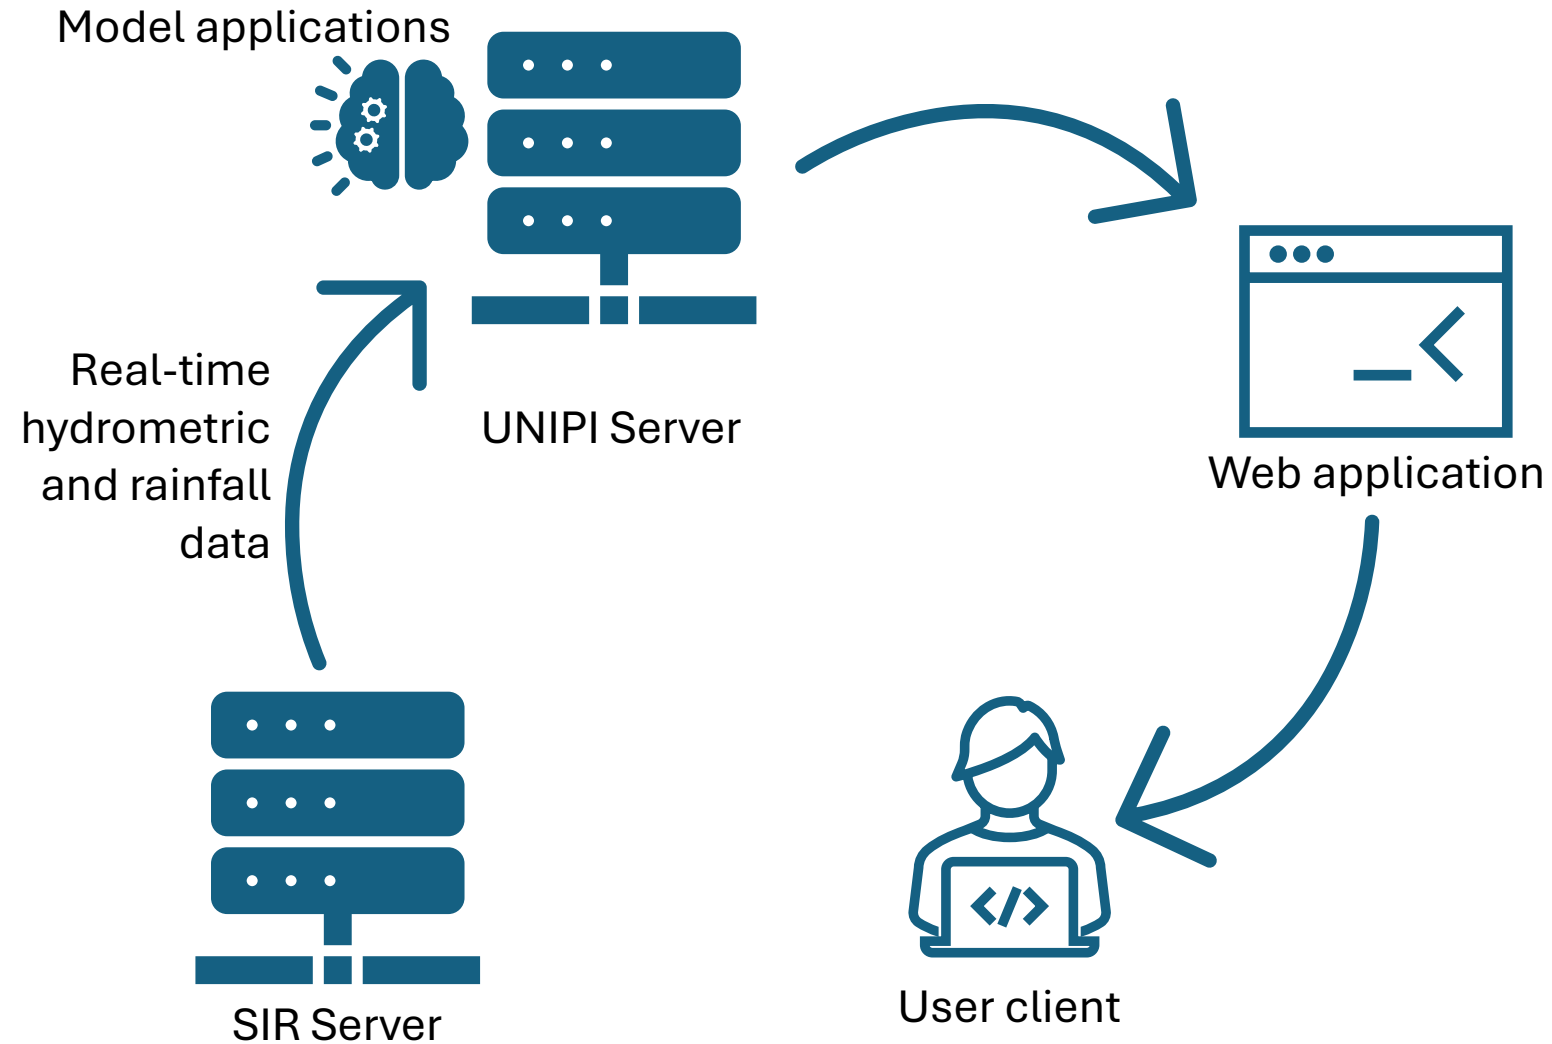 Model applications
Real-time
hydrometric
and rainfall
data
UNIPI Server
Web application
</>
SIR Server
User client